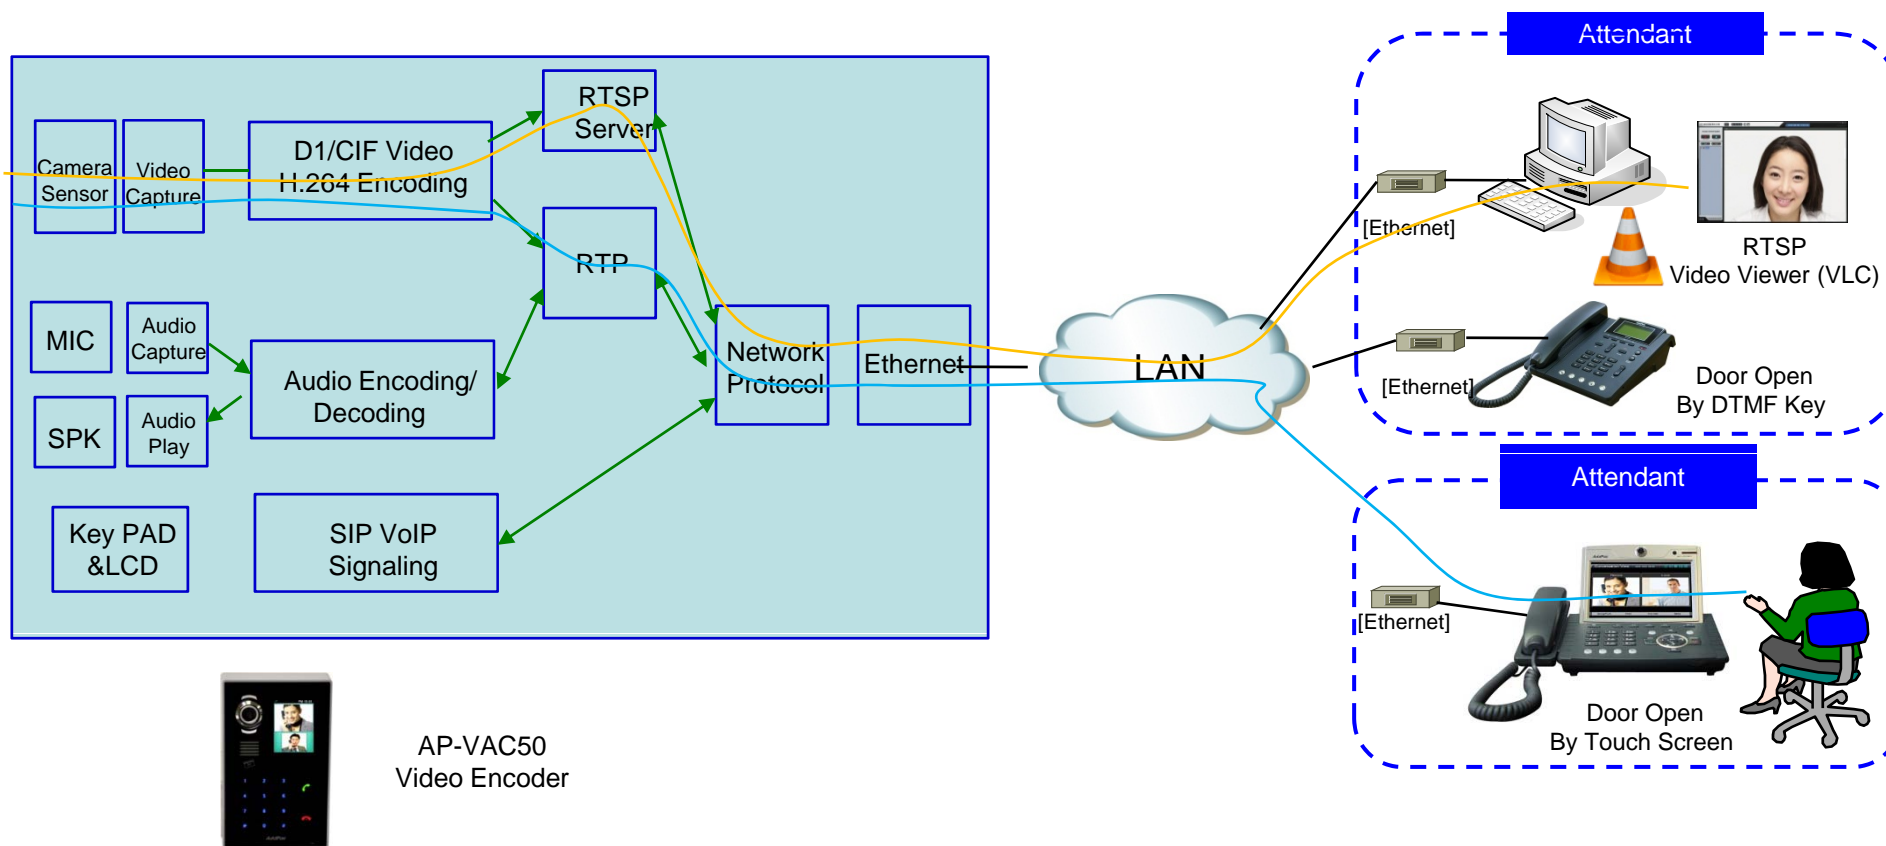 Attendant
RTSP
Server
Camera
Sensor
Video
Capture
D1/CIF Video
H.264 Encoding
[Ethernet]
RTSP
Video Viewer (VLC)
RTP
MIC
Audio
Capture
Audio Encoding/
Decoding
Network
Protocol
Ethernet
LAN
[Ethernet]
Door Open
By DTMF Key
SPK
Audio
Play
Attendant
Key PAD
&LCD
SIP VoIP
Signaling
[Ethernet]
Door Open
By Touch Screen
AP-VAC50
Video Encoder